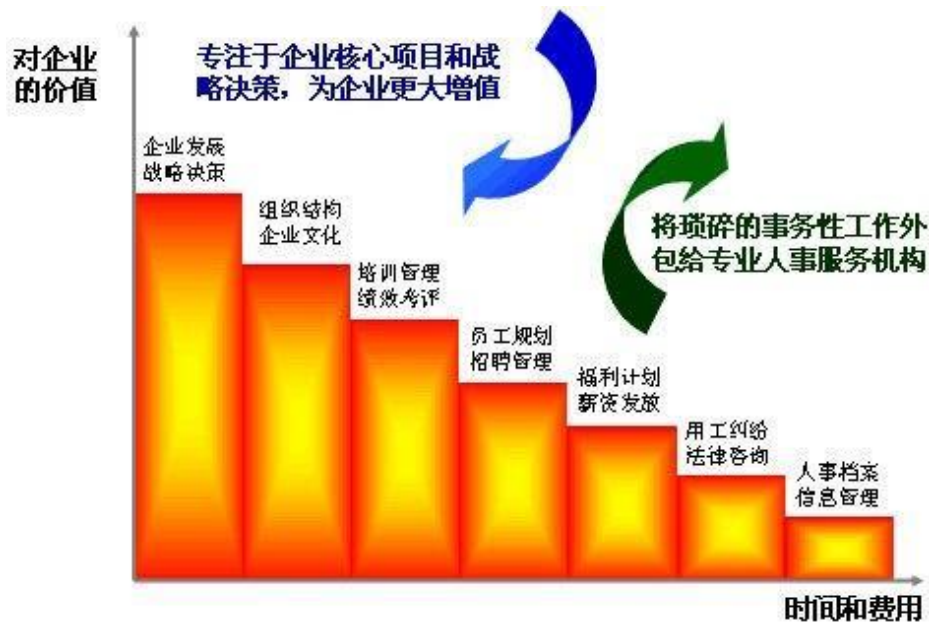 对企业
的价值
专注于企业核心项目和战
略决策，为企业更大增值
企业发展
战略决策
组织结构
企业文化
培训管理
绩效考评
员工规划
招聘管理
福利计划
薪资发放
用工纠纷
法律咨询
人事档案
信息管理
将琐碎的事务性工作外
包给专业人事服务机构
时间和费用